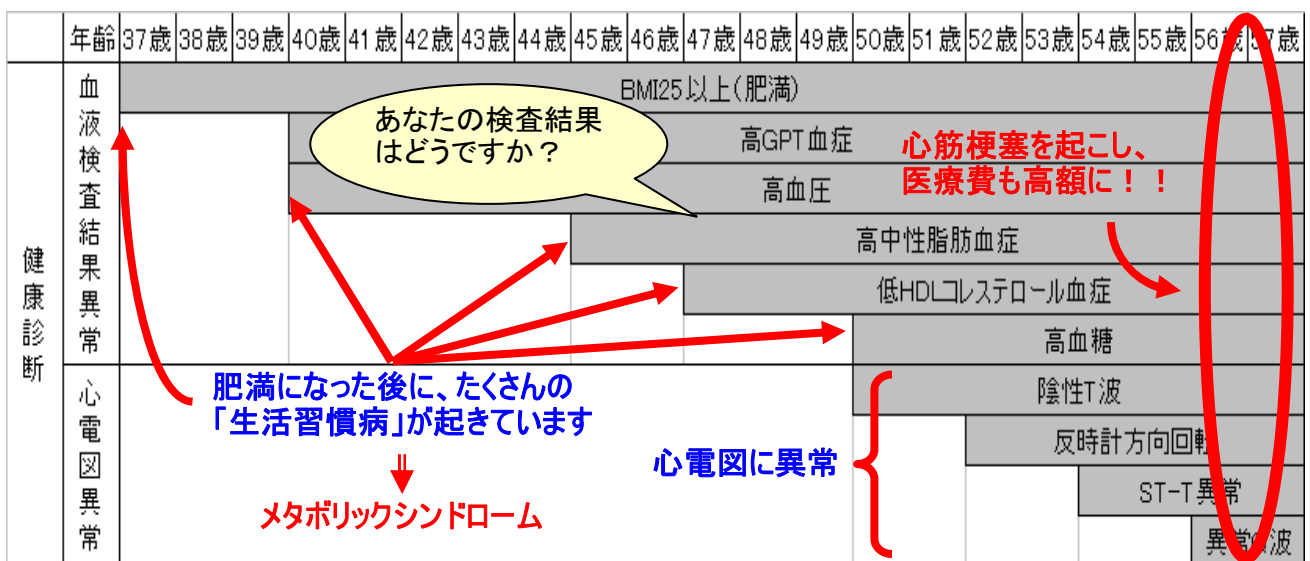 年齢 37歳 38歳 39歳 40歳 41歳 42歳 43歳 44歳 45歳 46歳 47歳 48歳 49歳 50歳 51歳 52歳 53歳 54歳 55歳 56歳 57歳
健康診断
血液検査結果異常
BMI25以上(肥満)
あなたの検査結果
はどうですか？
高GPT血症
心筋梗塞を起こし、
医療費も高額に！！
高血圧
高中性脂肪血症
低HDLコレステロール血症
高血糖
肥満になった後に、たくさんの
「生活習慣病」が起きています
⇓
メタボリックシンドローム
心電図異常
心電図に異常
陰性T波
反時計方向回転
ST-T異常
異常Q波